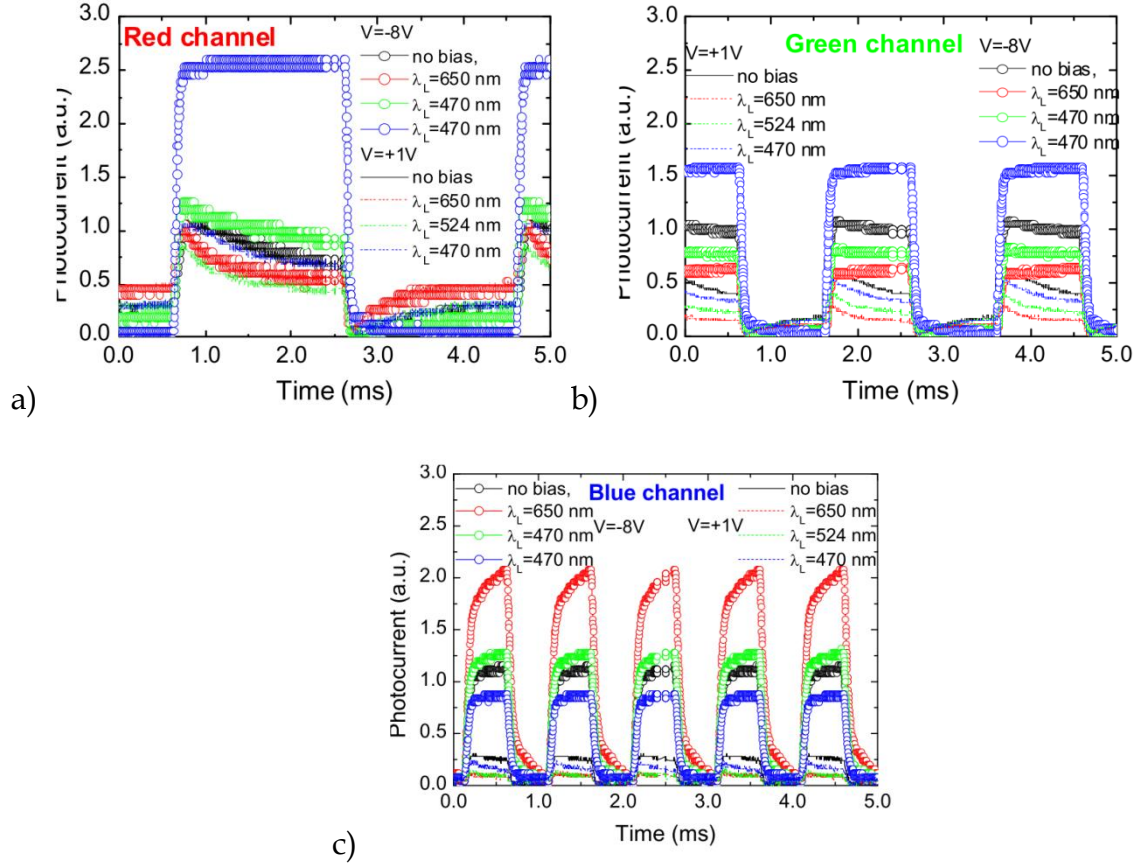 3.0
2.5
2.0
1.5
1.0
0.5
0.0
Photocurrent (a.u.)
Red channel
V=-8V
no bias,
λL=650 nm
λL=470 nm
λL=470 nm
V=+1V
no bias
λL=650 nm
λL=524 nm
λL=470 nm
0.0 1.0 2.0 3.0 4.0 5.0
Time (ms)
a)
3.0
2.5
2.0
1.5
1.0
0.5
0.0
Photocurrent (a.u.)
Green channel
V=+1V
no bias
λL=650 nm
λL=524 nm
λL=470 nm
V=-8V
no bias,
λL=650 nm
λL=470 nm
λL=470 nm
0.0 1.0 2.0 3.0 4.0 5.0
Time (ms)
b)
3.0
2.5
2.0
1.5
1.0
0.5
0.0
Photocurrent (a.u.)
Blue channel
no bias,
λL=650 nm
λL=470 nm
λL=470 nm
V=-8V
V=+1V
no bias
λL=650 nm
λL=524 nm
λL=470 nm
0.0 1.0 2.0 3.0 4.0 5.0
Time (ms)
c)